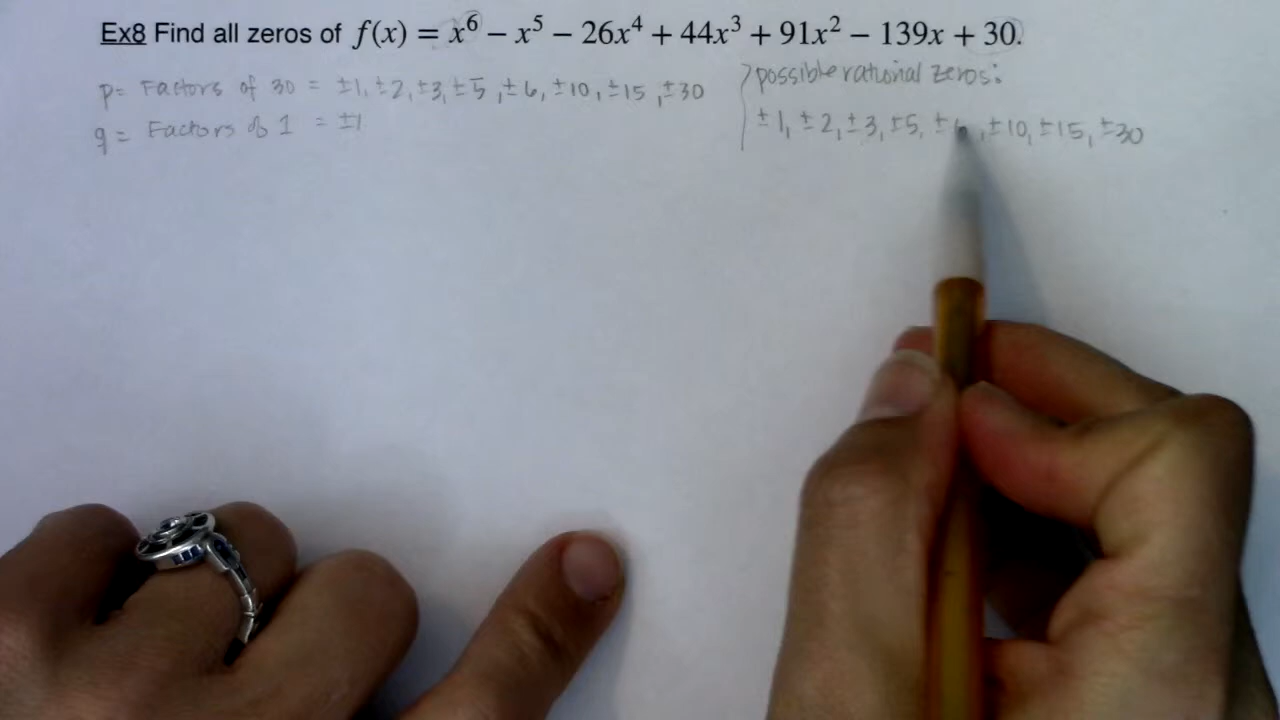 Ex8 Find all zeros of f(x) = x⁶ − x⁵ − 26x⁴ + 44x³ + 91x² − 139x + 30.
p = Factors of 30 = ±1, ±2, ±3, ±5, ±6, ±10, ±15, ±30
q = Factors of 1 = ±1
possible rational zeros:
±1, ±2, ±3, ±5, ±6, ±10, ±15, ±30